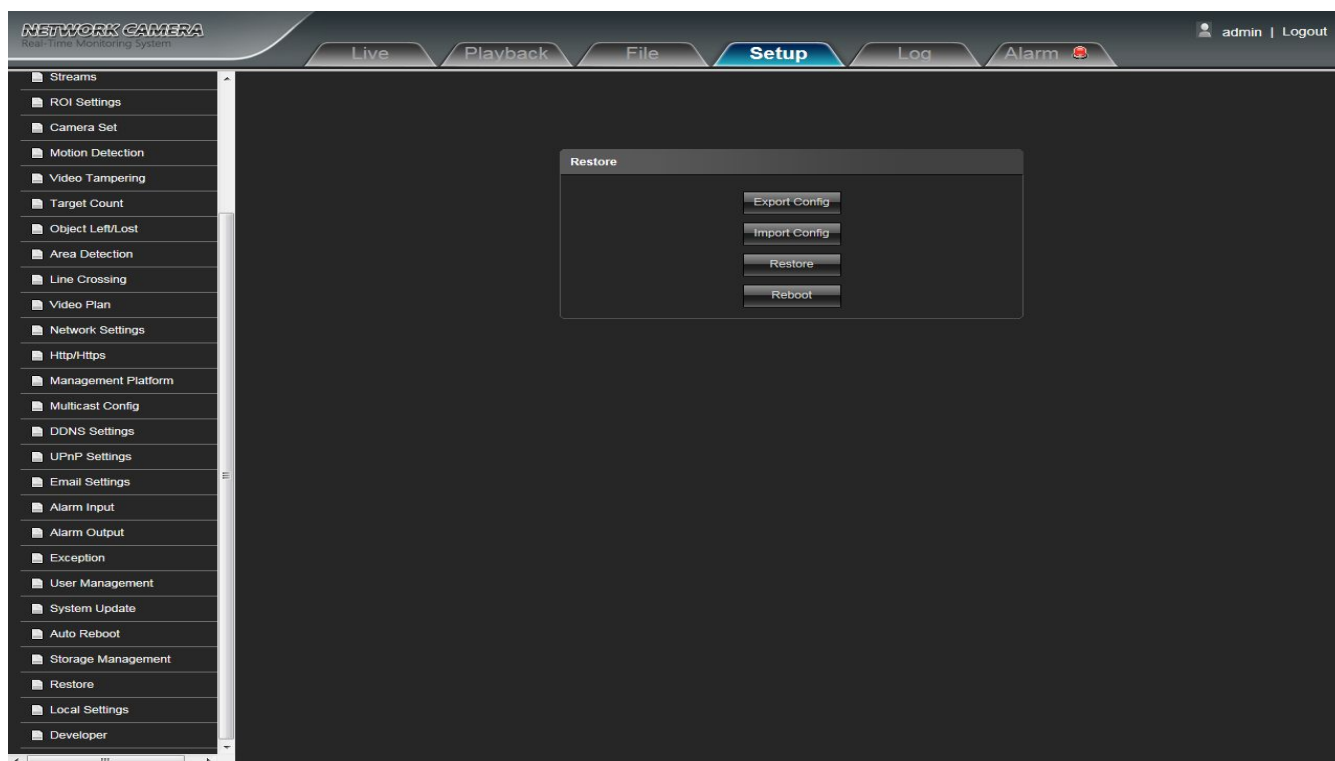 NETWORK CAMERA
Real-Time Monitoring System
admin | Logout
Live
Playback
File
Setup
Log
Alarm
Streams
ROI Settings
Camera Set
Motion Detection
Video Tampering
Target Count
Object Left/Lost
Area Detection
Line Crossing
Video Plan
Network Settings
Http/Https
Management Platform
Multicast Config
DDNS Settings
UPnP Settings
Email Settings
Alarm Input
Alarm Output
Exception
User Management
System Update
Auto Reboot
Storage Management
Restore
Local Settings
Developer
Restore
Export Config
Import Config
Restore
Reboot